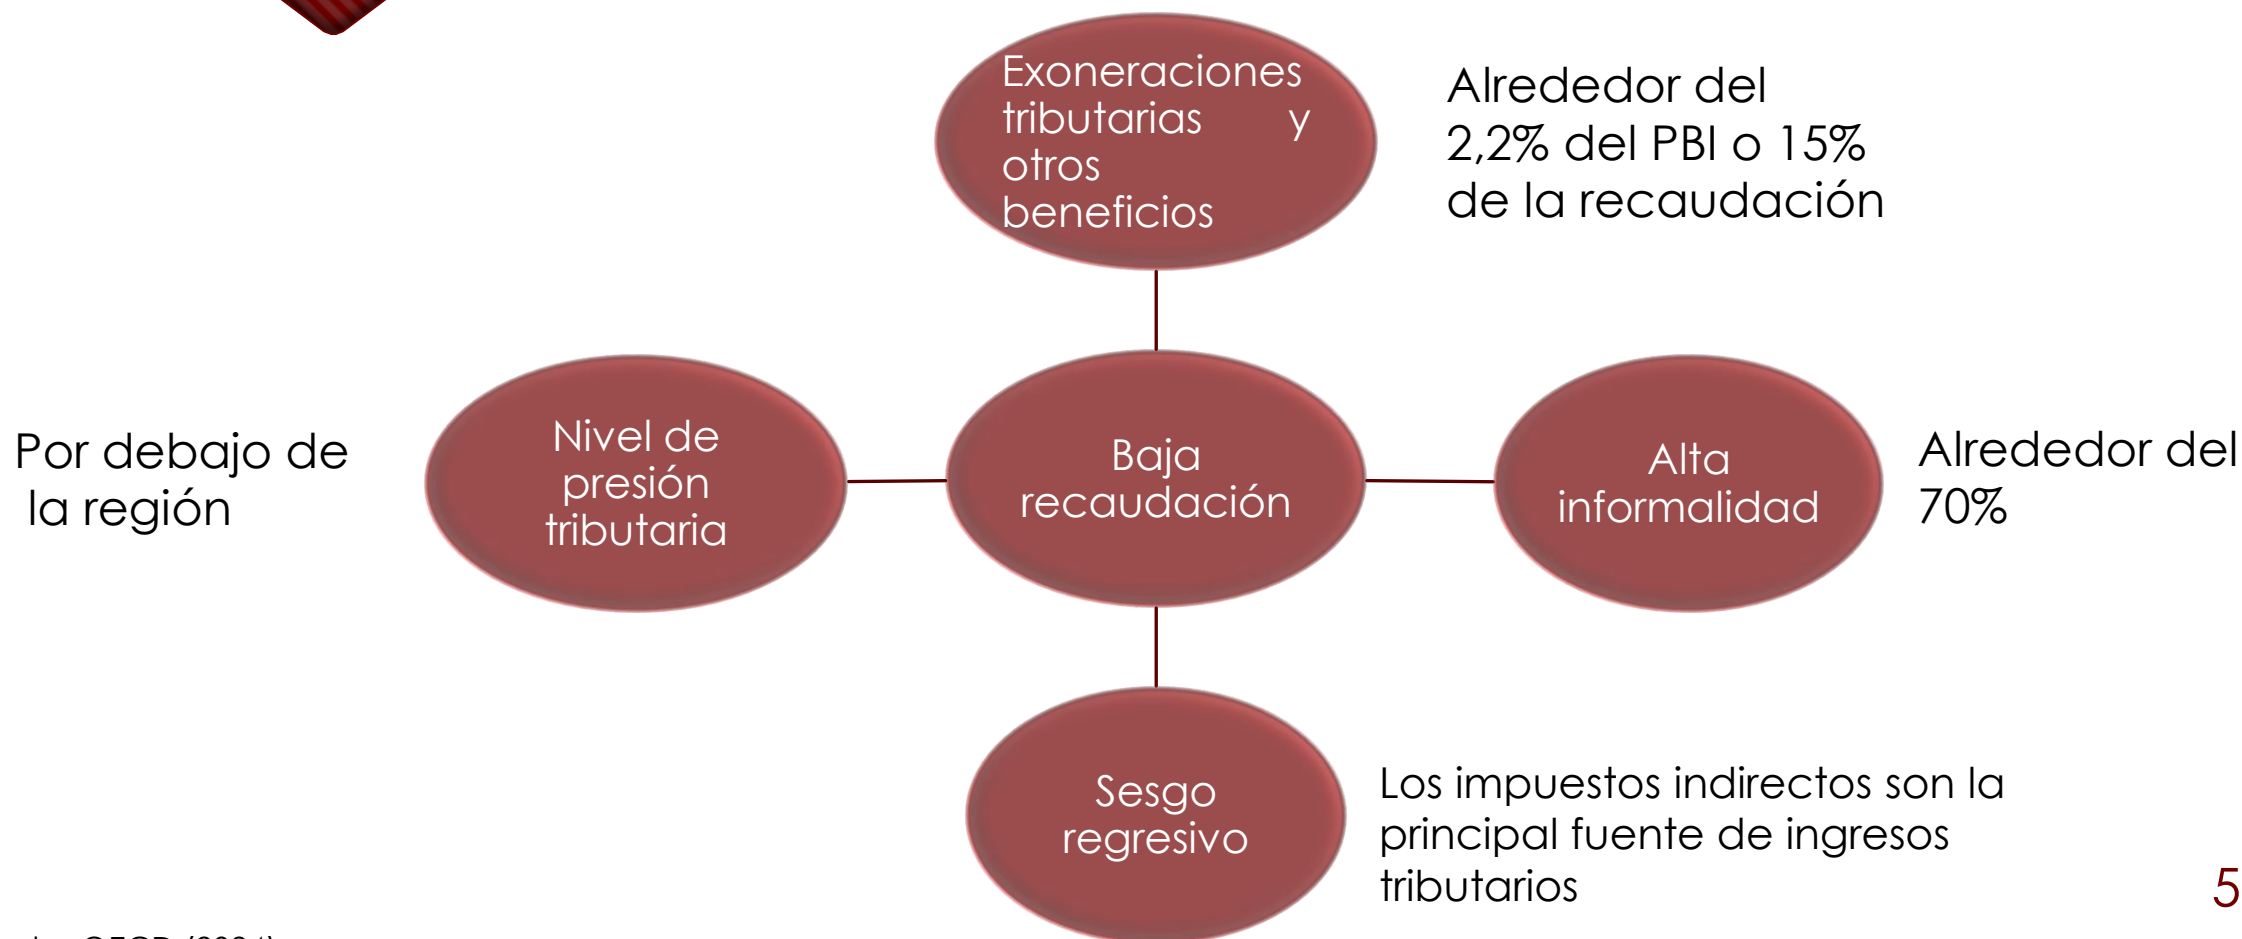 Exoneraciones
tributarias y
otros
beneficios
Alrededor del
2,2% del PBI o 15%
de la recaudación
Por debajo de
la región
Nivel de
presión
tributaria
Baja
recaudación
Alta
informalidad
Alrededor del
70%
Sesgo
regresivo
Los impuestos indirectos son la
principal fuente de ingresos
tributarios
5